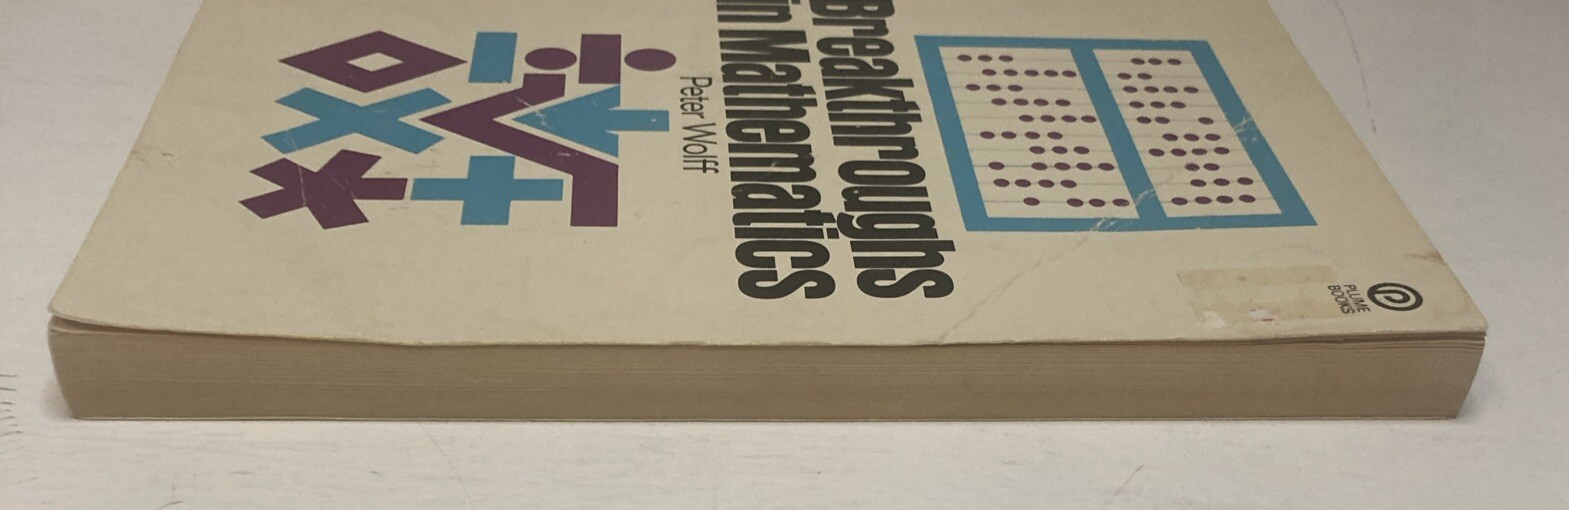 Breakthroughs
in Mathematics
Peter Wolff
PLUME
BOOKS